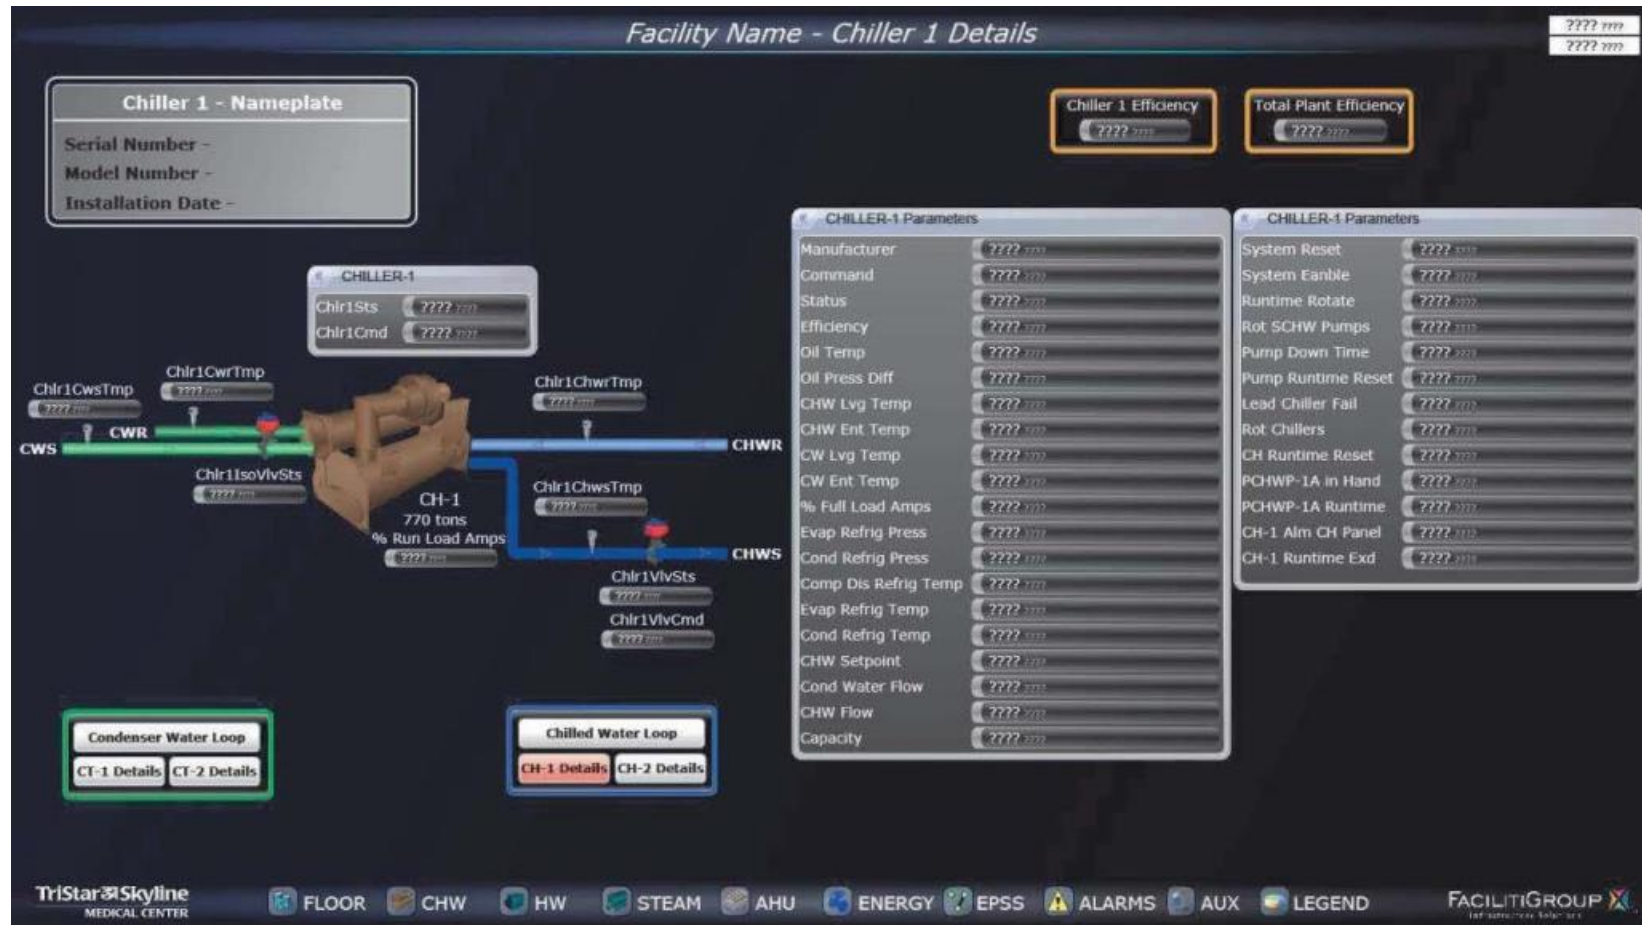 Facility Name - Chiller 1 Details
???? ????
???? ????
Chiller 1 - Nameplate
Serial Number -
Model Number -
Installation Date -
Chiller 1 Efficiency
???? ????
Total Plant Efficiency
???? ????
CHILLER-1
Chlr1Sts ???? ????
Chlr1Cmd ???? ????
Chlr1CwsTmp
???? ????
Chlr1CwrTmp
???? ????
CWR
CWS
Chlr1IsoVlvSts
???? ????
Chlr1ChwrTmp
???? ????
CHWR
CH-1
770 tons
% Run Load Amps
???? ????
Chlr1ChwsTmp
???? ????
CHWS
Chlr1VlvSts
???? ????
Chlr1VlvCmd
???? ????
CHILLER-1 Parameters
Manufacturer ???? ????
Command ???? ????
Status ???? ????
Efficiency ???? ????
Oil Temp ???? ????
Oil Press Diff ???? ????
CHW Lvg Temp ???? ????
CHW Ent Temp ???? ????
CW Lvg Temp ???? ????
CW Ent Temp ???? ????
% Full Load Amps ???? ????
Evap Refrig Press ???? ????
Cond Refrig Press ???? ????
Comp Dis Refrig Temp ???? ????
Evap Refrig Temp ???? ????
Cond Refrig Temp ???? ????
CHW Setpoint ???? ????
Cond Water Flow ???? ????
CHW Flow ???? ????
Capacity ???? ????
CHILLER-1 Parameters
System Reset ???? ????
System Eanble ???? ????
Runtime Rotate ???? ????
Rot SCHW Pumps ???? ????
Pump Down Time ???? ????
Pump Runtime Reset ???? ????
Lead Chiller Fail ???? ????
Rot Chillers ???? ????
CH Runtime Reset ???? ????
PCHWP-1A in Hand ???? ????
PCHWP-1A Runtime ???? ????
CH-1 Alm CH Panel ???? ????
CH-1 Runtime Exd ???? ????
Condenser Water Loop
CT-1 Details CT-2 Details
Chilled Water Loop
CH-1 Details CH-2 Details
TriStar Skyline
MEDICAL CENTER
FLOOR CHW HW STEAM AHU ENERGY EPSS ALARMS AUX LEGEND
FACILITIGROUP
Infrastructure Solutions